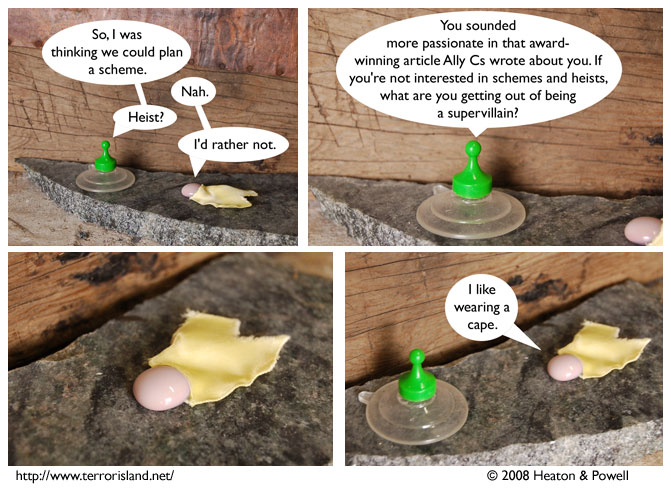 So, I was
thinking we could plan
a scheme.
Heist?
Nah.
I'd rather not.
You sounded
more passionate in that award-
winning article Ally Cs wrote about you. If
you're not interested in schemes and heists,
what are you getting out of being
a supervillain?
I like
wearing a
cape.
http://www.terrorisland.net/
© 2008 Heaton & Powell